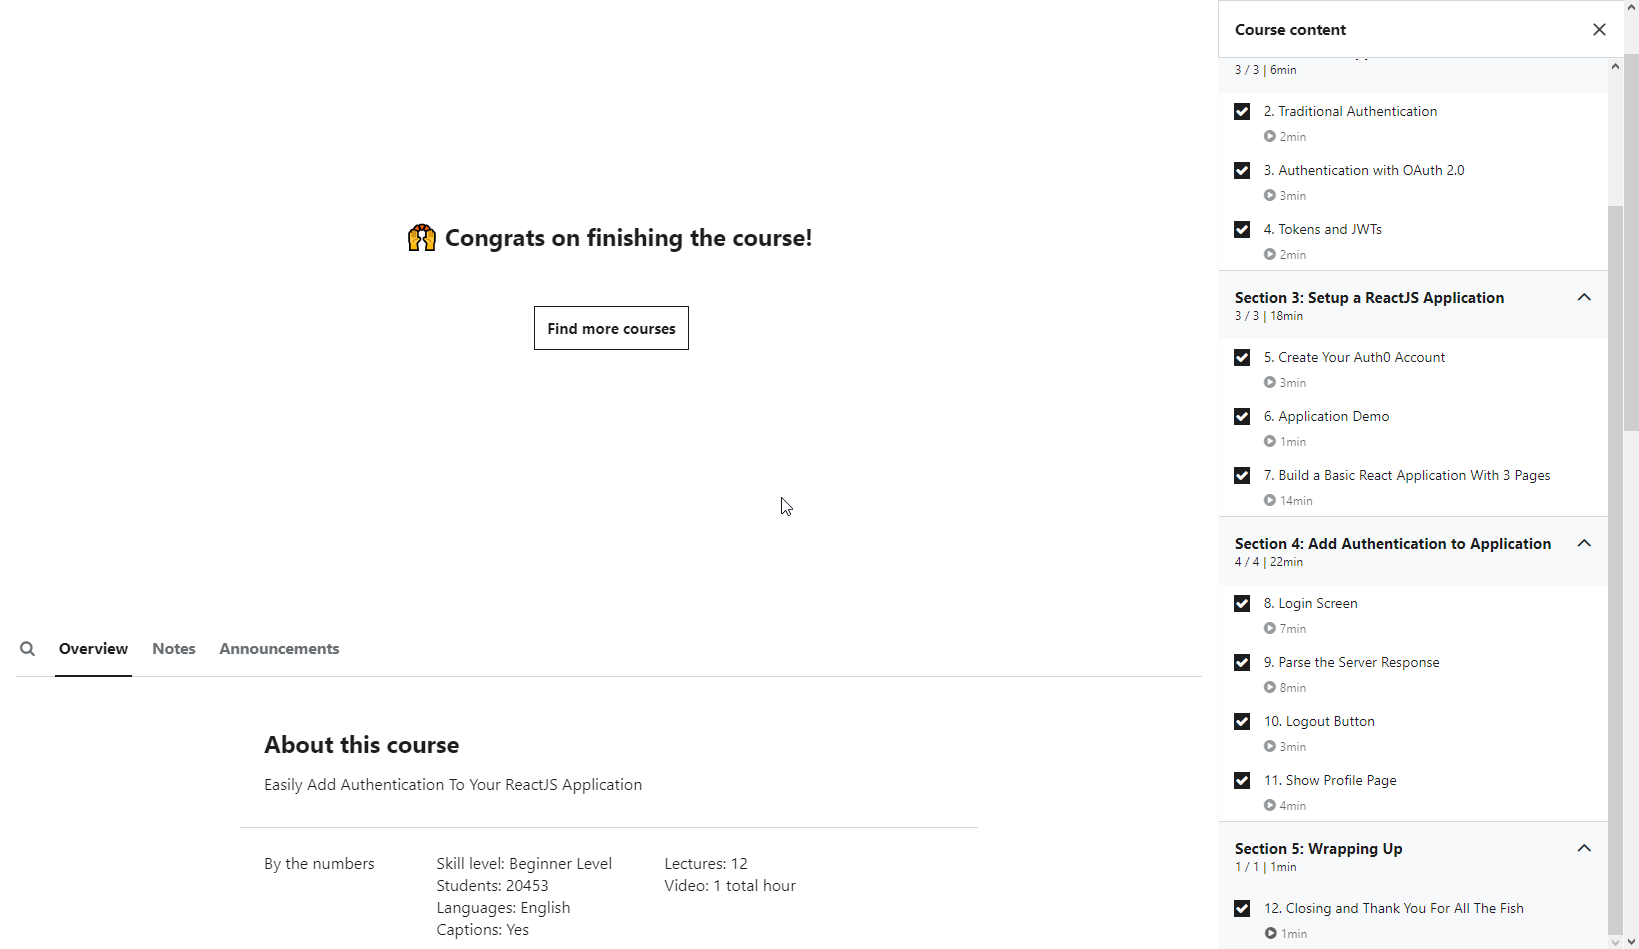 Congrats on finishing the course!
Find more courses
Overview
Notes
Announcements
About this course
Easily Add Authentication To Your ReactJS Application
By the numbers
Skill level: Beginner Level
Students: 20453
Languages: English
Captions: Yes
Lectures: 12
Video: 1 total hour
Course content
3 / 3 | 6min
2. Traditional Authentication
2min
3. Authentication with OAuth 2.0
3min
4. Tokens and JWTs
2min
Section 3: Setup a ReactJS Application
3 / 3 | 18min
5. Create Your Auth0 Account
3min
6. Application Demo
1min
7. Build a Basic React Application With 3 Pages
14min
Section 4: Add Authentication to Application
4 / 4 | 22min
8. Login Screen
7min
9. Parse the Server Response
8min
10. Logout Button
3min
11. Show Profile Page
4min
Section 5: Wrapping Up
1 / 1 | 1min
12. Closing and Thank You For All The Fish
1min